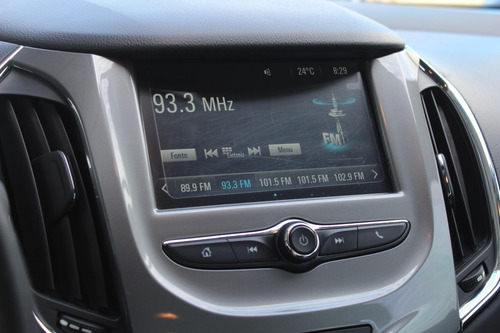 24°C 8:29
93.3 MHz
FM
Fonte Sintonia Menu
89.9 FM 93.3 FM 101.5 FM 101.5 FM 102.9 FM